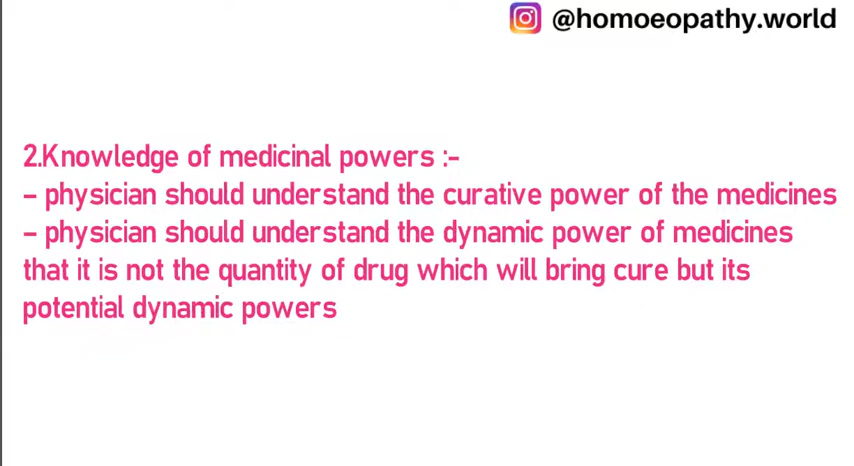 @homoeopathy.world
2.Knowledge of medicinal powers :-
– physician should understand the curative power of the medicines
– physician should understand the dynamic power of medicines
that it is not the quantity of drug which will bring cure but its
potential dynamic powers